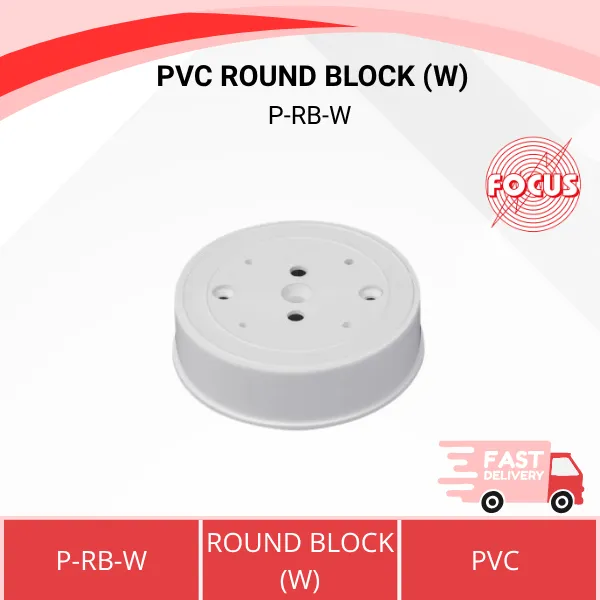 PVC ROUND BLOCK (W)
P-RB-W
FOCUS
FAST
DELIVERY
P-RB-W
ROUND BLOCK
(W)
PVC